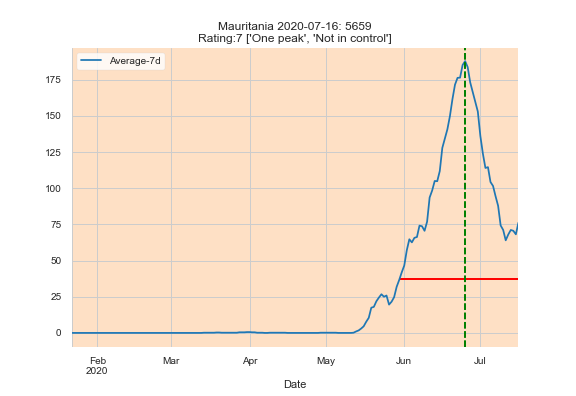 Mauritania 2020-07-16: 5659
Rating:7 ['One peak', 'Not in control']
Average-7d
175
150
125
100
75
50
25
0
Feb Mar Apr May Jun Jul
2020
Date